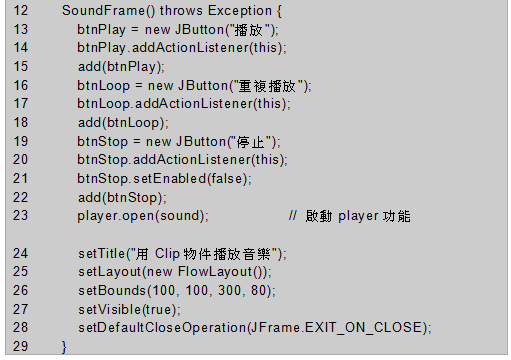 12 SoundFrame() throws Exception {
13 btnPlay = new JButton("播放");
14 btnPlay.addActionListener(this);
15 add(btnPlay);
16 btnLoop = new JButton("重複播放");
17 btnLoop.addActionListener(this);
18 add(btnLoop);
19 btnStop = new JButton("停止");
20 btnStop.addActionListener(this);
21 btnStop.setEnabled(false);
22 add(btnStop);
23 player.open(sound); // 啟動 player 功能
24 setTitle("用 Clip 物件播放音樂");
25 setLayout(new FlowLayout());
26 setBounds(100, 100, 300, 80);
27 setVisible(true);
28 setDefaultCloseOperation(JFrame.EXIT_ON_CLOSE);
29 }